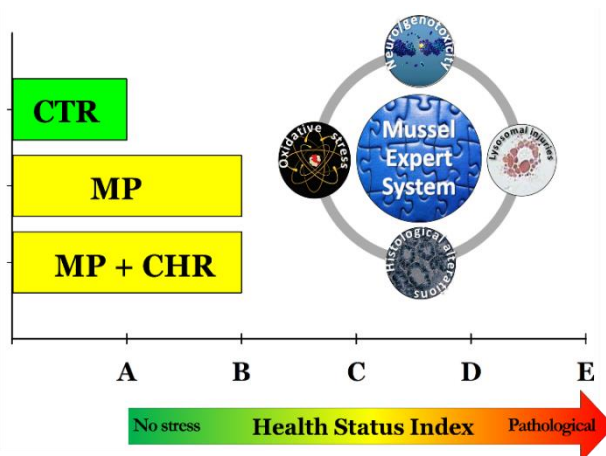 CTR
MP
MP + CHR
Neuro/genotoxicity
Oxidative stress
Mussel
Expert
System
Lysosomal injuries
Histological
alterations
A B C D E
No stress Health Status Index Pathological